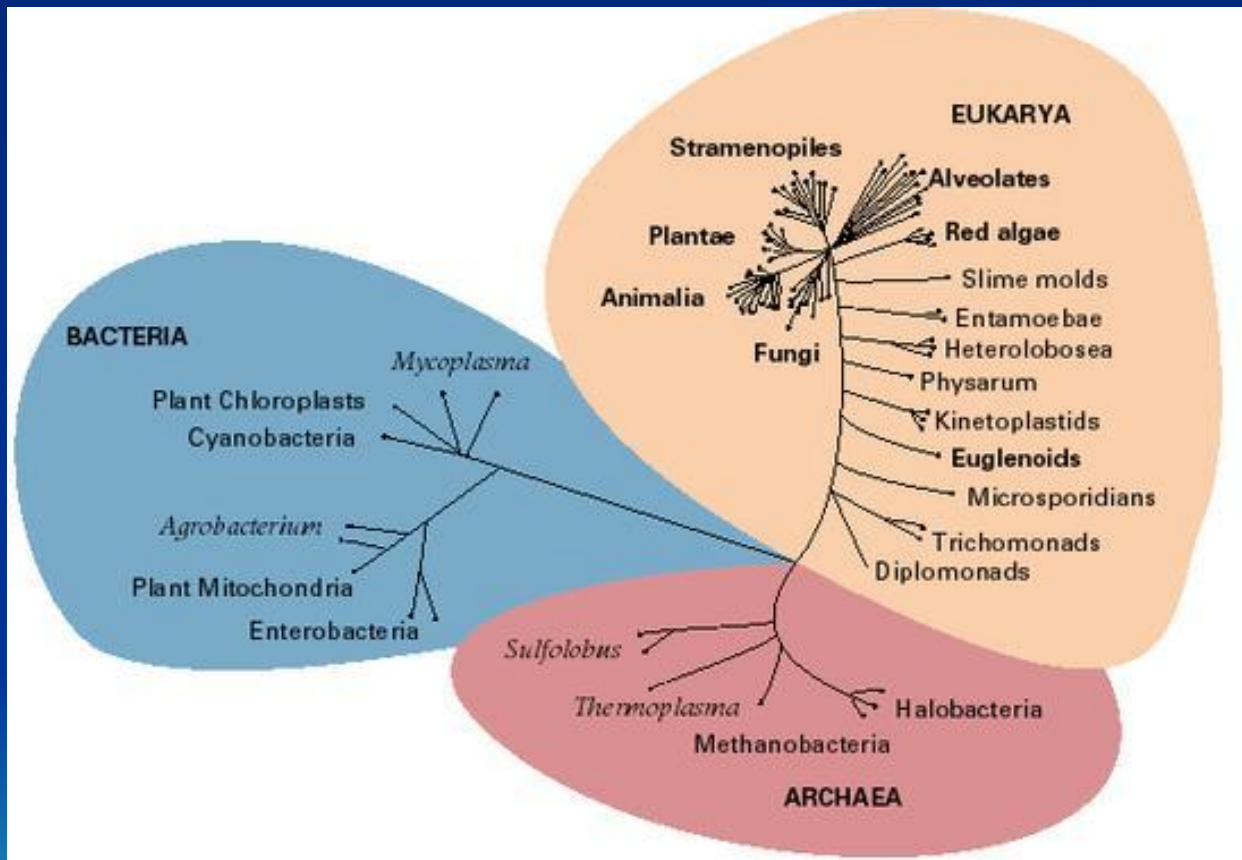 EUKARYA
Stramenopiles
Alveolates
Plantae
Red algae
Animalia
Slime molds
Entamoebae
Fungi
Heterolobosea
Physarum
Kinetoplastids
Euglenoids
Microsporidians
Trichomonads
Diplomonads
BACTERIA
Mycoplasma
Plant Chloroplasts
Cyanobacteria
Agrobacterium
Plant Mitochondria
Enterobacteria
Sulfolobus
Thermoplasma
Halobacteria
Methanobacteria
ARCHAEA